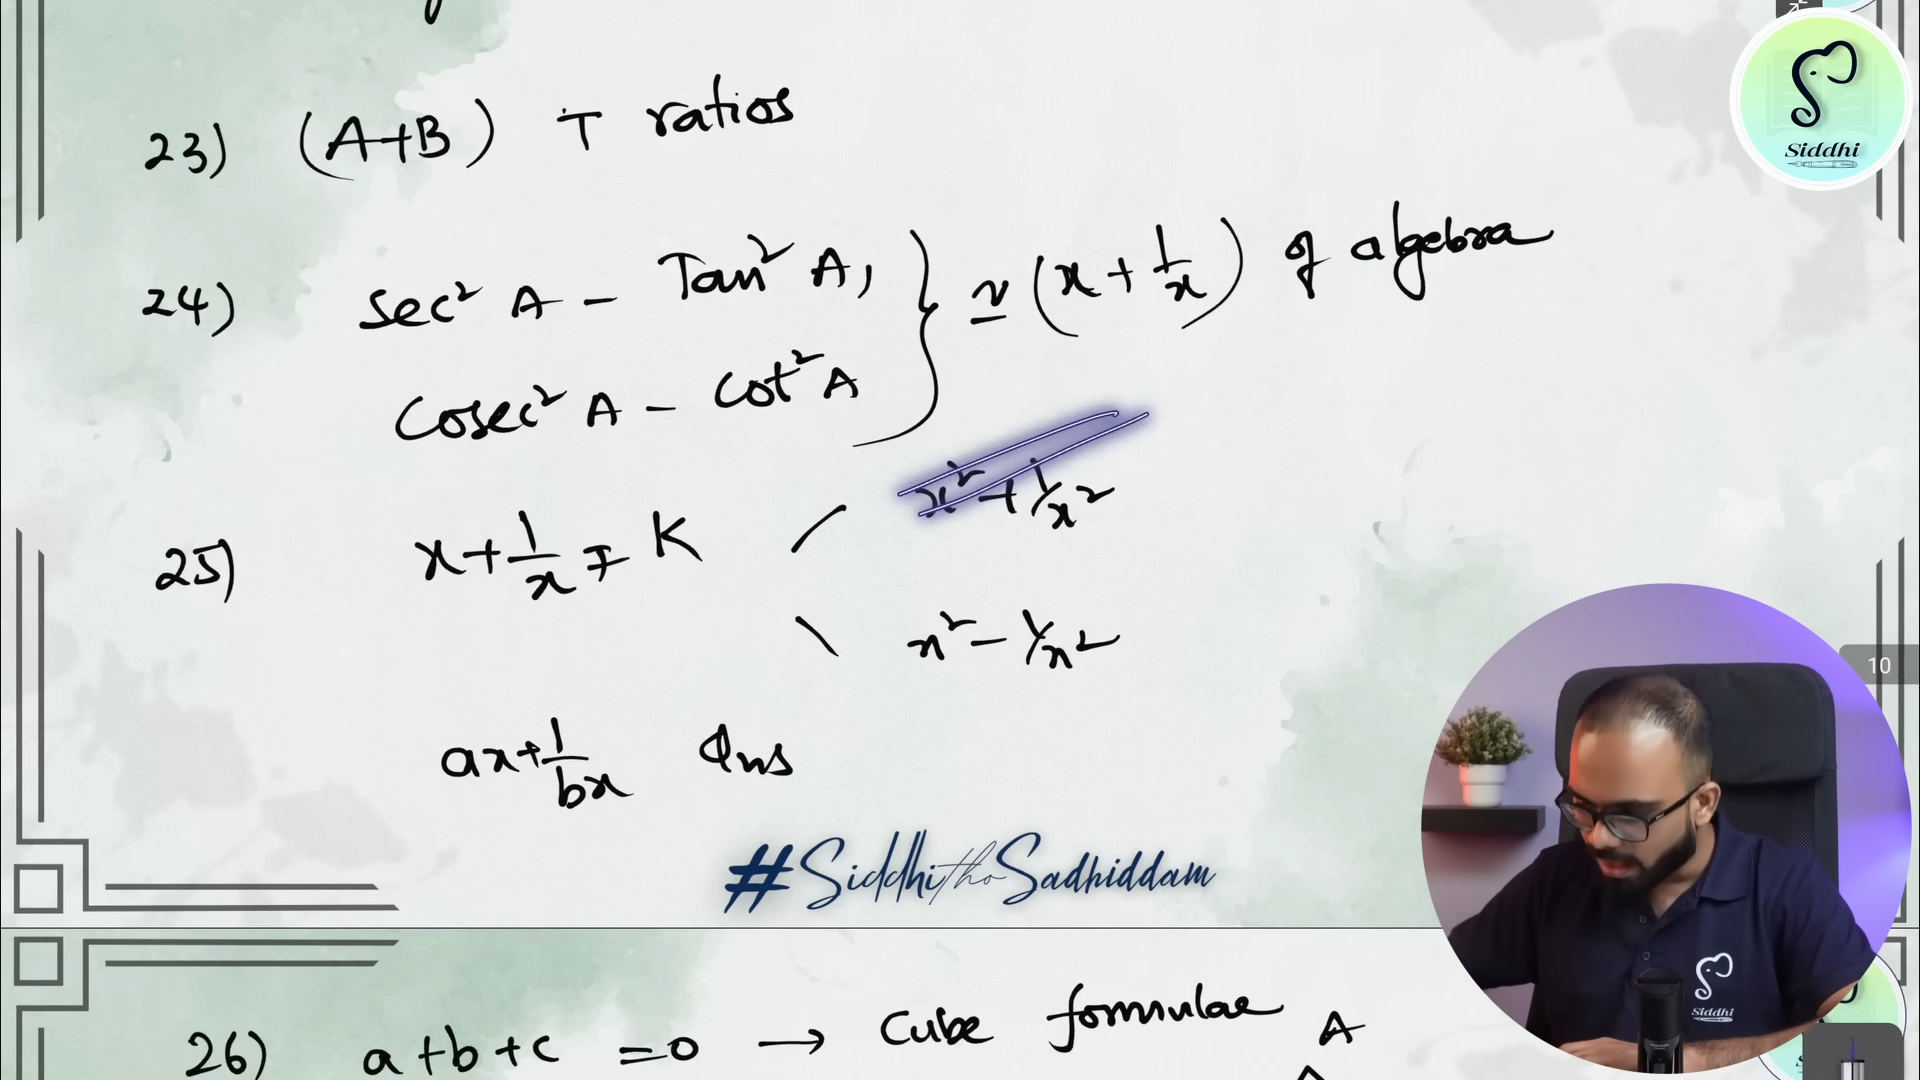 23) (A+B) T ratios
24) Sec² A - Tan² A, } ≃ (x + 1/x) of algebra
Cosec² A - Cot² A
x² + 1/x²
25) x + 1/x = K
x² - 1/x²
ax + 1/bx Qns
#SiddhithoSadhiddam
26) a+b+c =0 → Cube formulae A
Siddhi
10
Siddhi